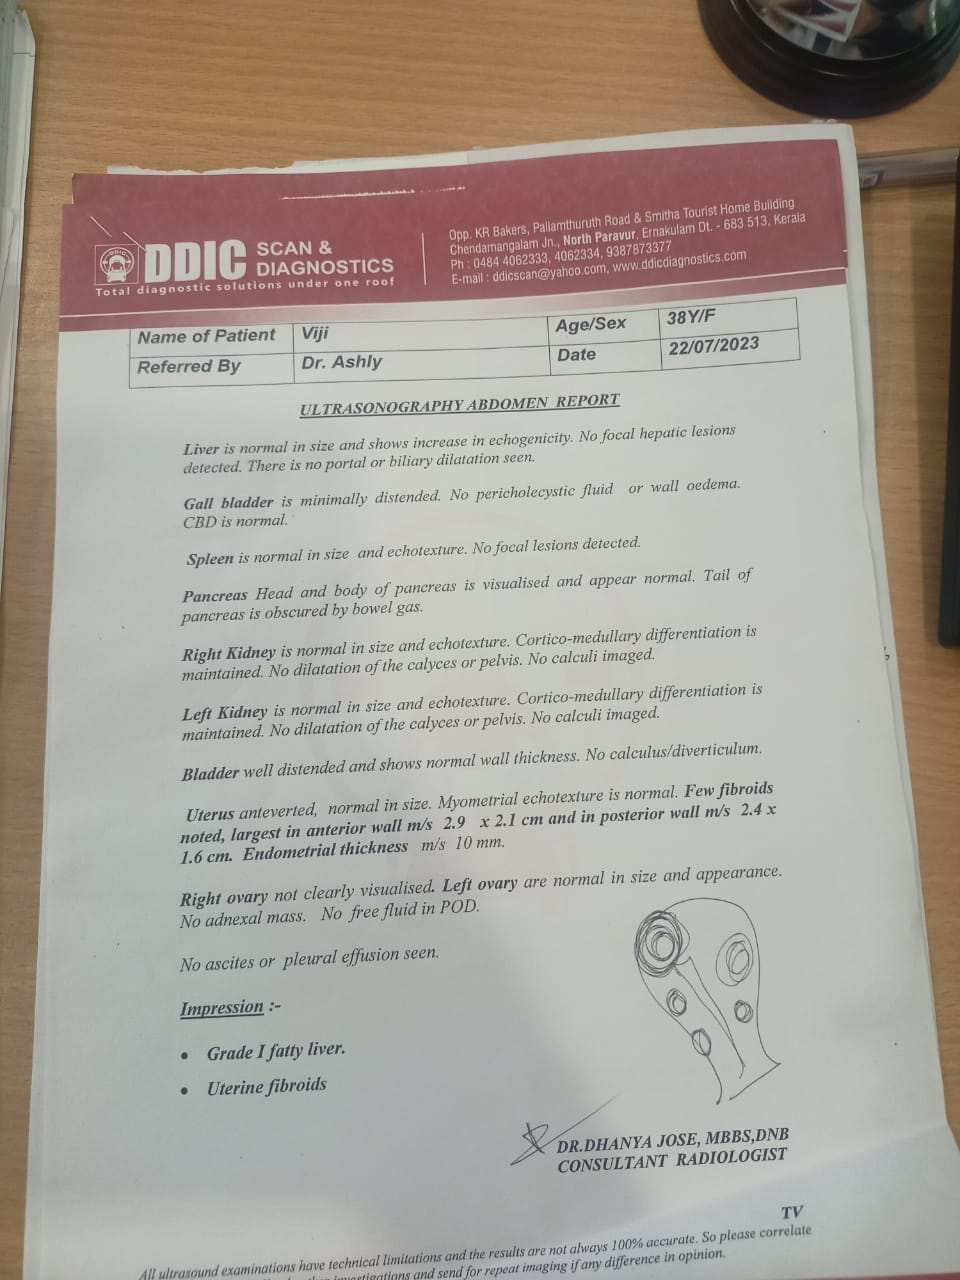 DDIC SCAN & DIAGNOSTICS
Total diagnostic solutions under one roof
Opp. KR Bakers, Pallamthuruth Road & Smitha Tourist Home Building
Chendamangalam Jn., North Paravur, Ernakulam Dt. - 683 513, Kerala
Ph : 0484 4062333, 4062334, 9387873377
E-mail : ddicscan@yahoo.com, www.ddicdiagnostics.com
Name of Patient Viji Age/Sex 38Y/F
Referred By Dr. Ashly Date 22/07/2023
ULTRASONOGRAPHY ABDOMEN REPORT
Liver is normal in size and shows increase in echogenicity. No focal hepatic lesions
detected. There is no portal or biliary dilatation seen.
Gall bladder is minimally distended. No pericholecystic fluid or wall oedema.
CBD is normal.
Spleen is normal in size and echotexture. No focal lesions detected.
Pancreas Head and body of pancreas is visualised and appear normal. Tail of
pancreas is obscured by bowel gas.
Right Kidney is normal in size and echotexture. Cortico-medullary differentiation is
maintained. No dilatation of the calyces or pelvis. No calculi imaged.
Left Kidney is normal in size and echotexture. Cortico-medullary differentiation is
maintained. No dilatation of the calyces or pelvis. No calculi imaged.
Bladder well distended and shows normal wall thickness. No calculus/diverticulum.
Uterus anteverted, normal in size. Myometrial echotexture is normal. Few fibroids
noted, largest in anterior wall m/s 2.9 x 2.1 cm and in posterior wall m/s 2.4 x
1.6 cm. Endometrial thickness m/s 10 mm.
Right ovary not clearly visualised. Left ovary are normal in size and appearance.
No adnexal mass. No free fluid in POD.
No ascites or pleural effusion seen.
Impression :-
• Grade I fatty liver.
• Uterine fibroids
DR.DHANYA JOSE, MBBS,DNB
CONSULTANT RADIOLOGIST
TV
All ultrasound examinations have technical limitations and the results are not always 100% accurate. So please correlate
investigations and send for repeat imaging if any difference in opinion.